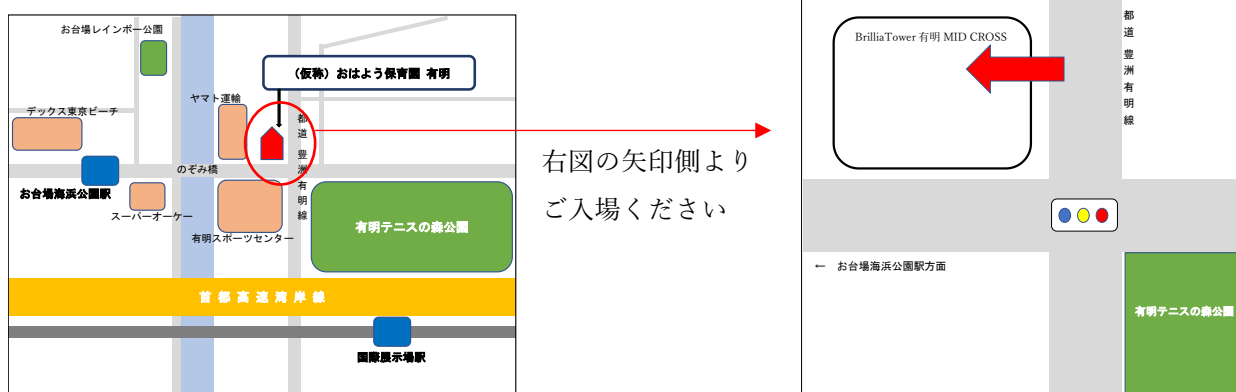 お台場レインボー公園
（仮称）おはよう保育園 有明
ヤマト運輸
デックス東京ビーチ
都道 豊洲有明線
のぞみ橋
お台場海浜公園駅
スーパーオーケー
有明スポーツセンター
有明テニスの森公園
首都高速湾岸線
国際展示場駅
右図の矢印側より
ご入場ください
BrilliaTower 有明 MID CROSS
都道 豊洲有明線
← お台場海浜公園駅方面
有明テニスの森公園